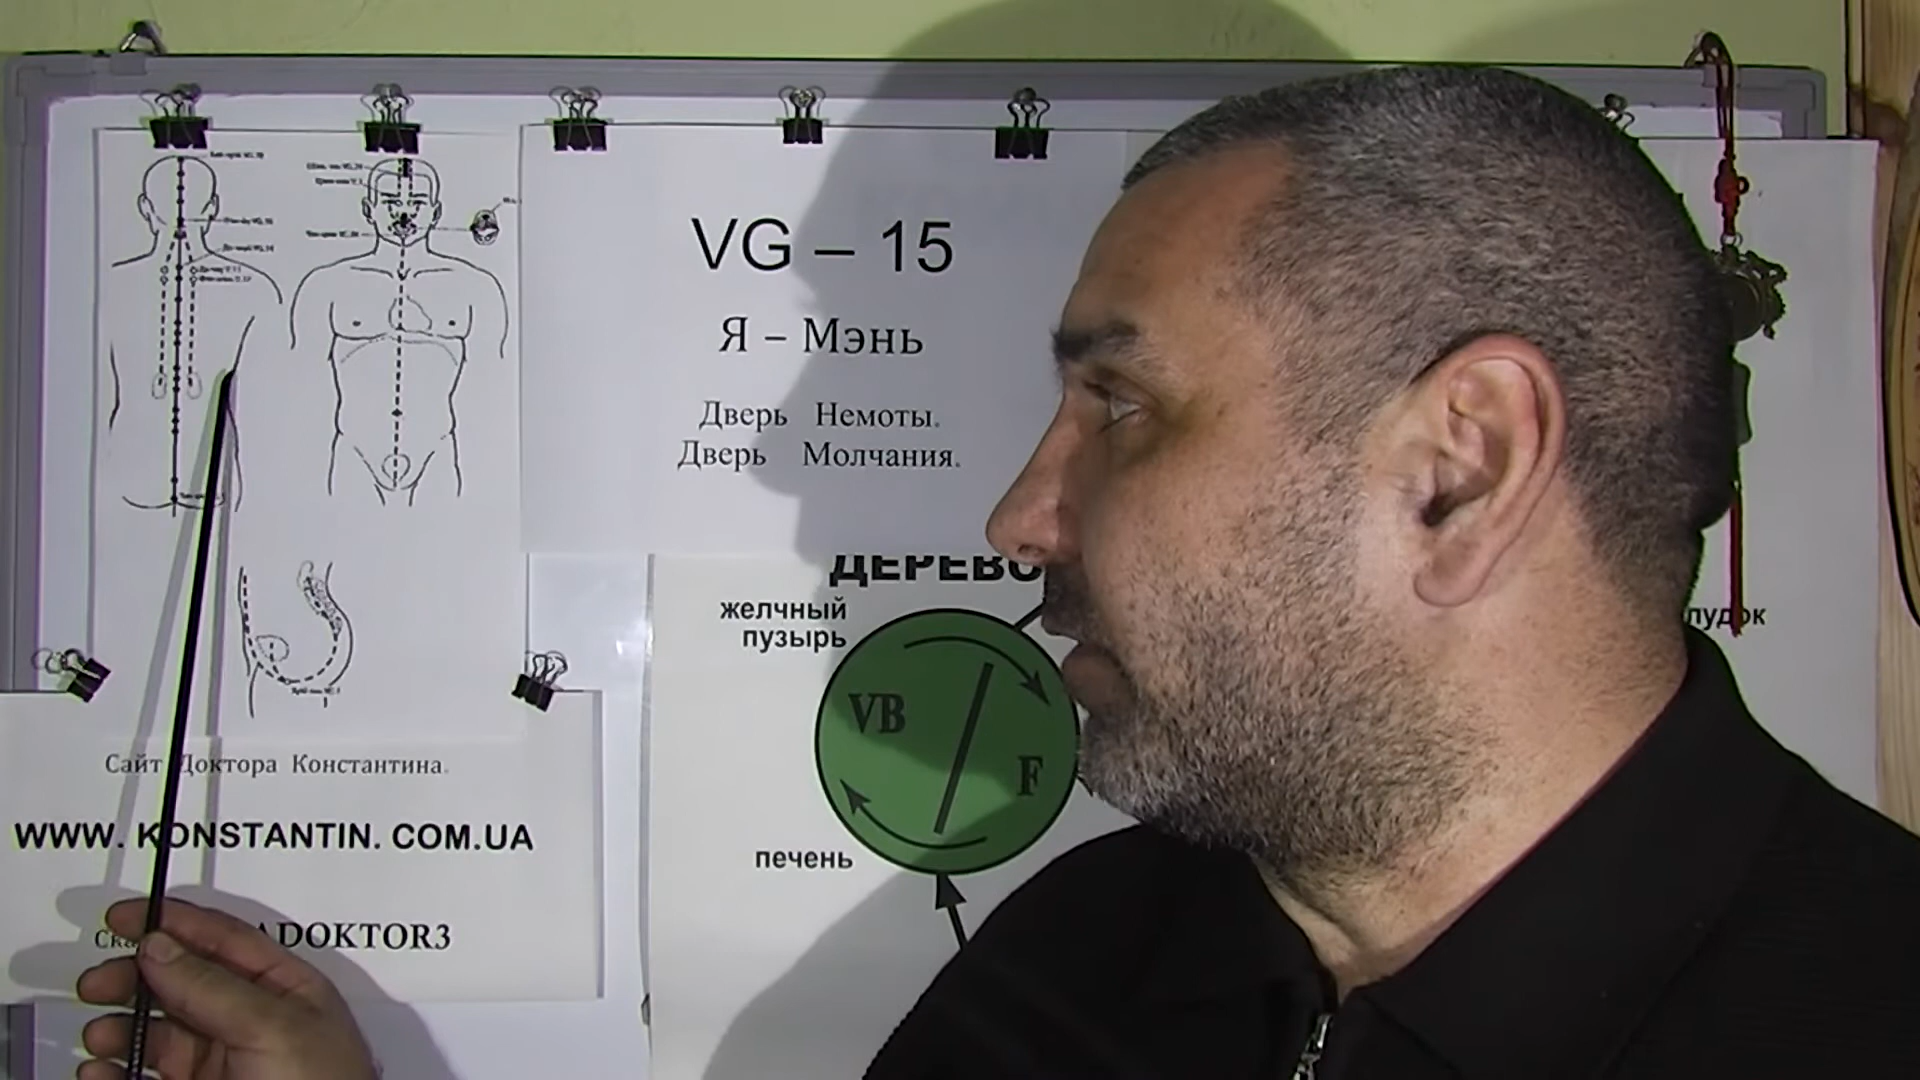 VG – 15
Я – Мэнь
Дверь Немоты.
Дверь Молчания.
ДЕРЕВО
желчный
пузырь
VB
F
печень
лудок
Сайт Доктора Константина.
WWW. KONSTANTIN. COM.UA
ADOKTOR3